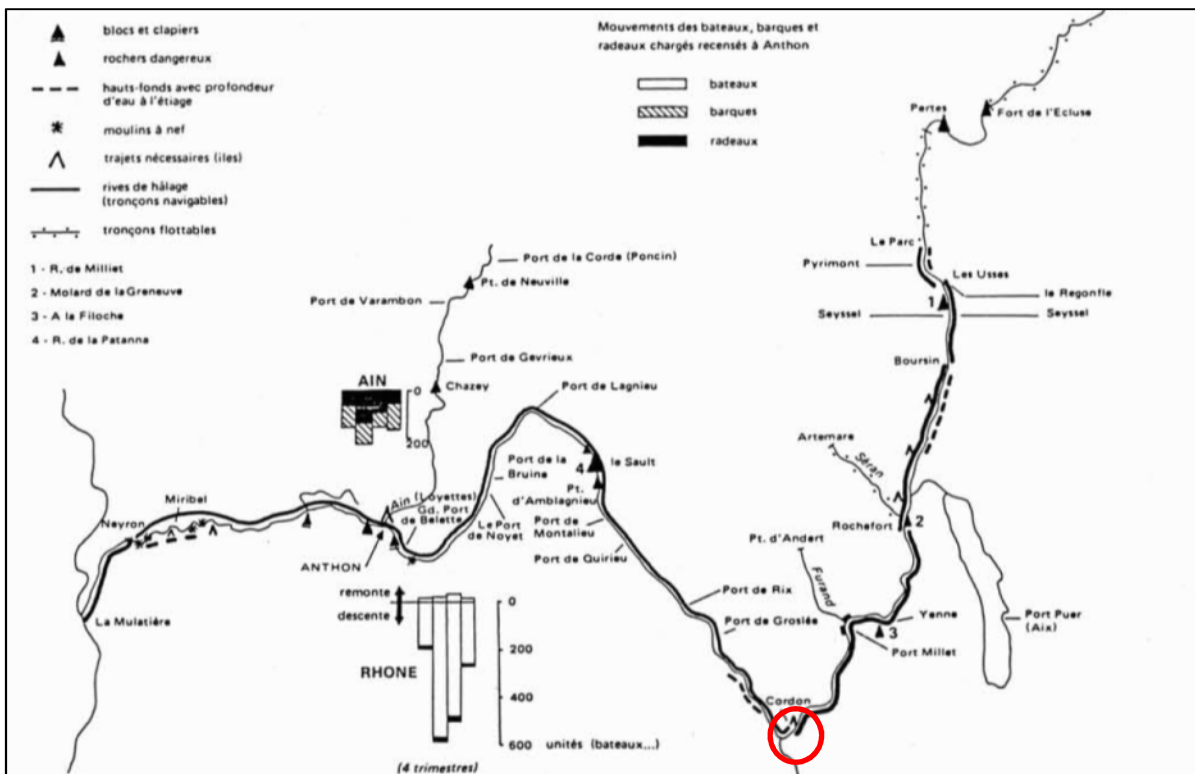 blocs et clapiers
rochers dangereux
hauts-fonds avec profondeur
d'eau à l'étiage
moulins à nef
trajets nécessaires (iles)
rives de hâlage
(tronçons navigables)
tronçons flottables
1 - R. de Milliet
2 - Molard de la Greneuve
3 - A la Filoche
4 - R. de la Patanna
Mouvements des bateaux, barques et
radeaux chargés recensés à Anthon
bateaux
barques
radeaux
Pertes
Fort de l'Ecluse
Le Parc
Pyrimont
Les Usses
le Regonfle
1
Seyssel
Seyssel
Boursin
Port de la Corde (Poncin)
Pt. de Neuville
Port de Varambon
Port de Gevrieux
Chazey
AIN
0
200
Port de Lagnieu
Artemare
Séran
Port de la
Bruine
4
le Sault
Pt.
d'Amblagnieu
Ain (Loyettes)
Gd. Port
de Belette
Le Port
de Noyet
Port de
Montalieu
Port de Quirieu
Miribel
Neyron
ANTHON
La Mulatière
Rochefort
2
Pt. d'Andert
Furand
Port de Rix
Port de Groslée
Yenne
3
Port Millet
Port Puer
(Aix)
Cordon
remonte
descente
RHONE
0
200
400
600
unités (bateaux...)
(4 trimestres)